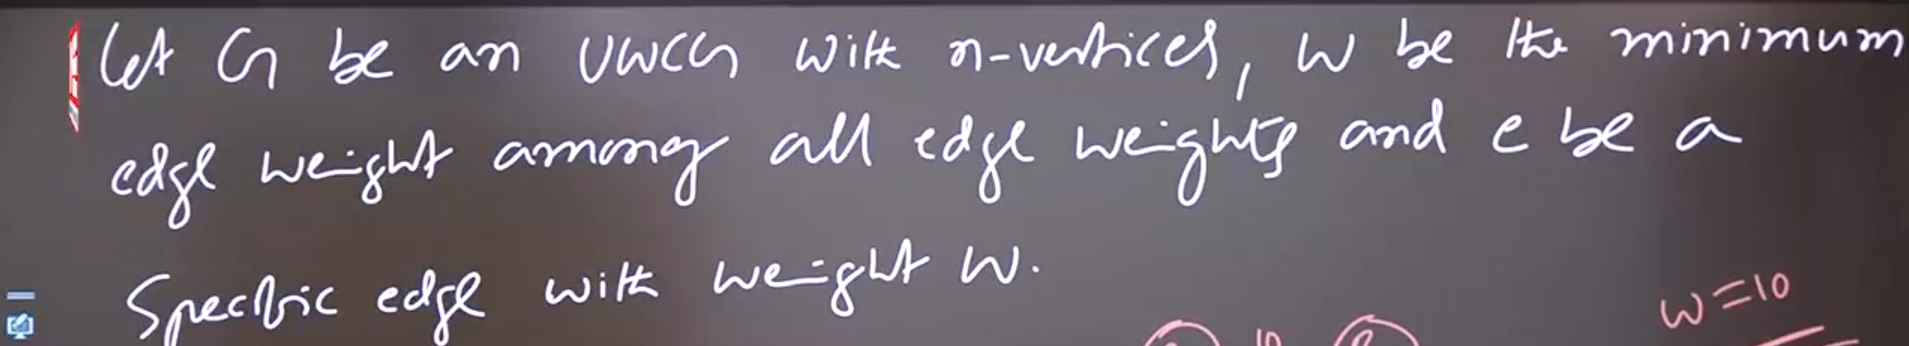 Let G be an UWCG with n-vertices, W be the minimum
edge weight among all edge weights and e be a
Specific edge with weight W.
W=10
10